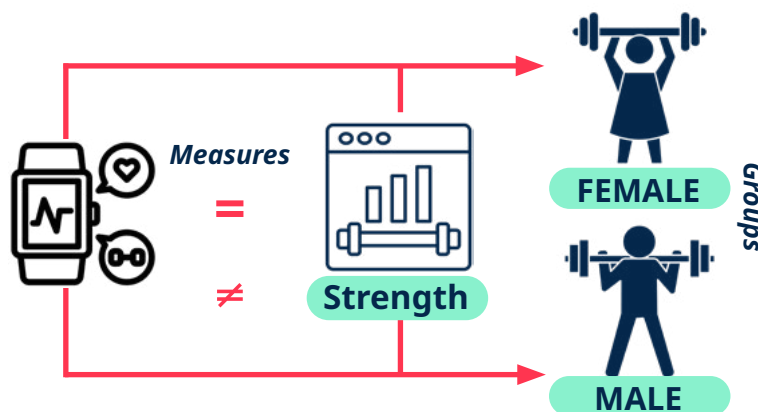 Measures
=
≠
Strength
FEMALE
Groups
MALE